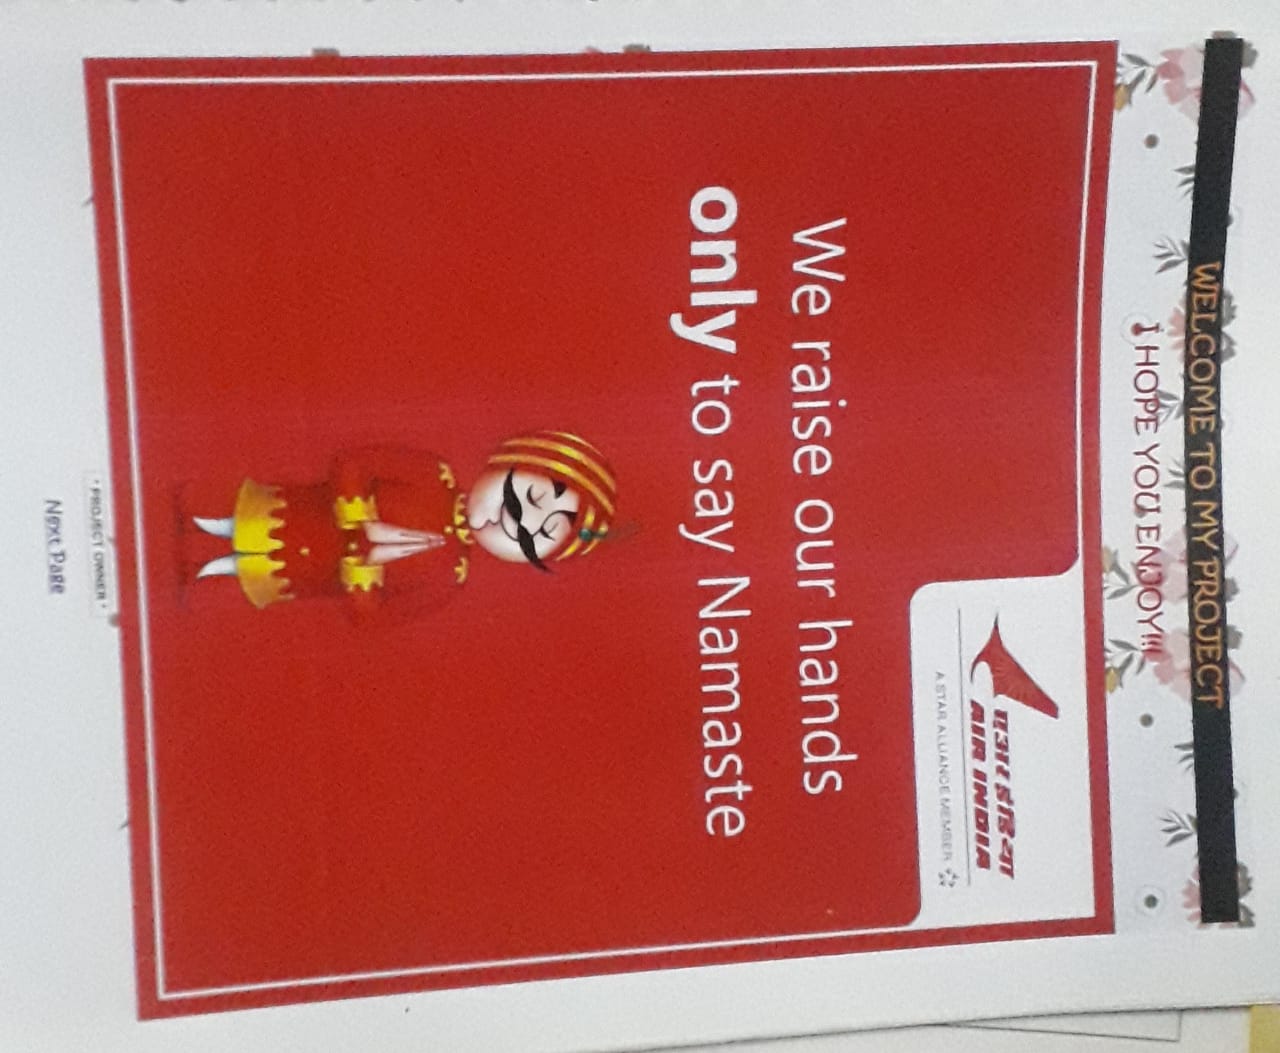 WELCOME TO MY PROJECT
I HOPE YOU ENJOY!!!
एअर इंडिया
AIR INDIA
A STAR ALLIANCE MEMBER
We raise our hands
only to say Namaste
• PROJECT OWNER •
Next Page